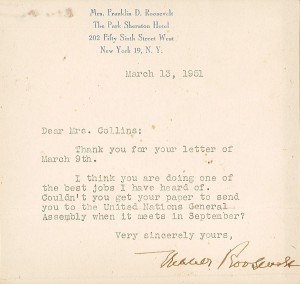 Mrs. Franklin D. Roosevelt
The Park Sheraton Hotel
202 Fifty Sixth Street West
New York 19, N. Y.
March 13, 1951
Dear Mrs. Collins:
Thank you for your letter of
March 9th.
I think you are doing one of
the best jobs I have heard of.
Couldn't you get your paper to send
you to the United Nations General
Assembly when it meets in September?
Very sincerely yours,
Eleanor Roosevelt